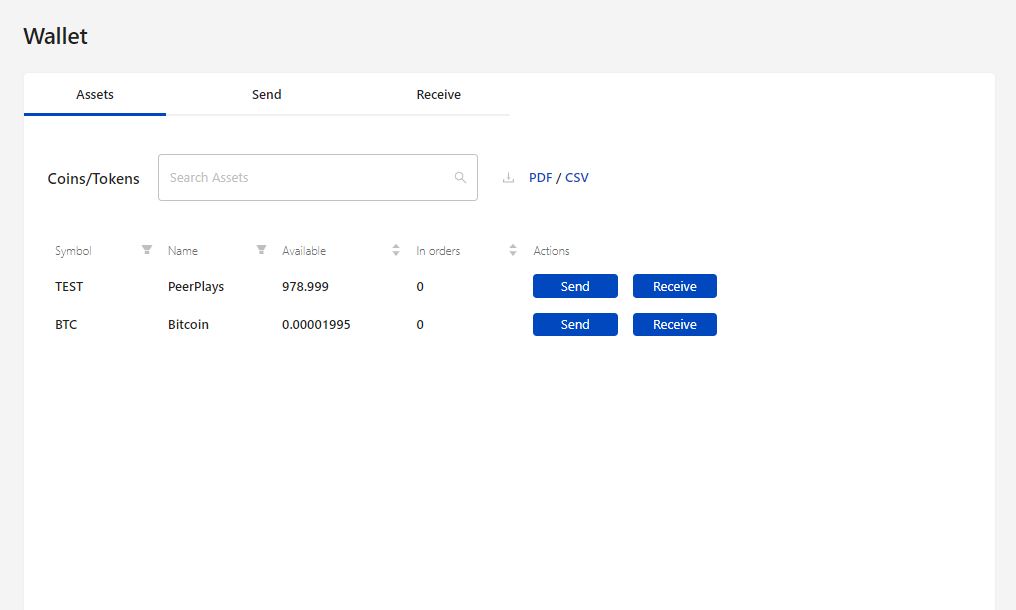 Wallet
Assets Send Receive
Coins/Tokens Search Assets PDF / CSV
Symbol Name Available In orders Actions
TEST PeerPlays 978.999 0 Send Receive
BTC Bitcoin 0.00001995 0 Send Receive